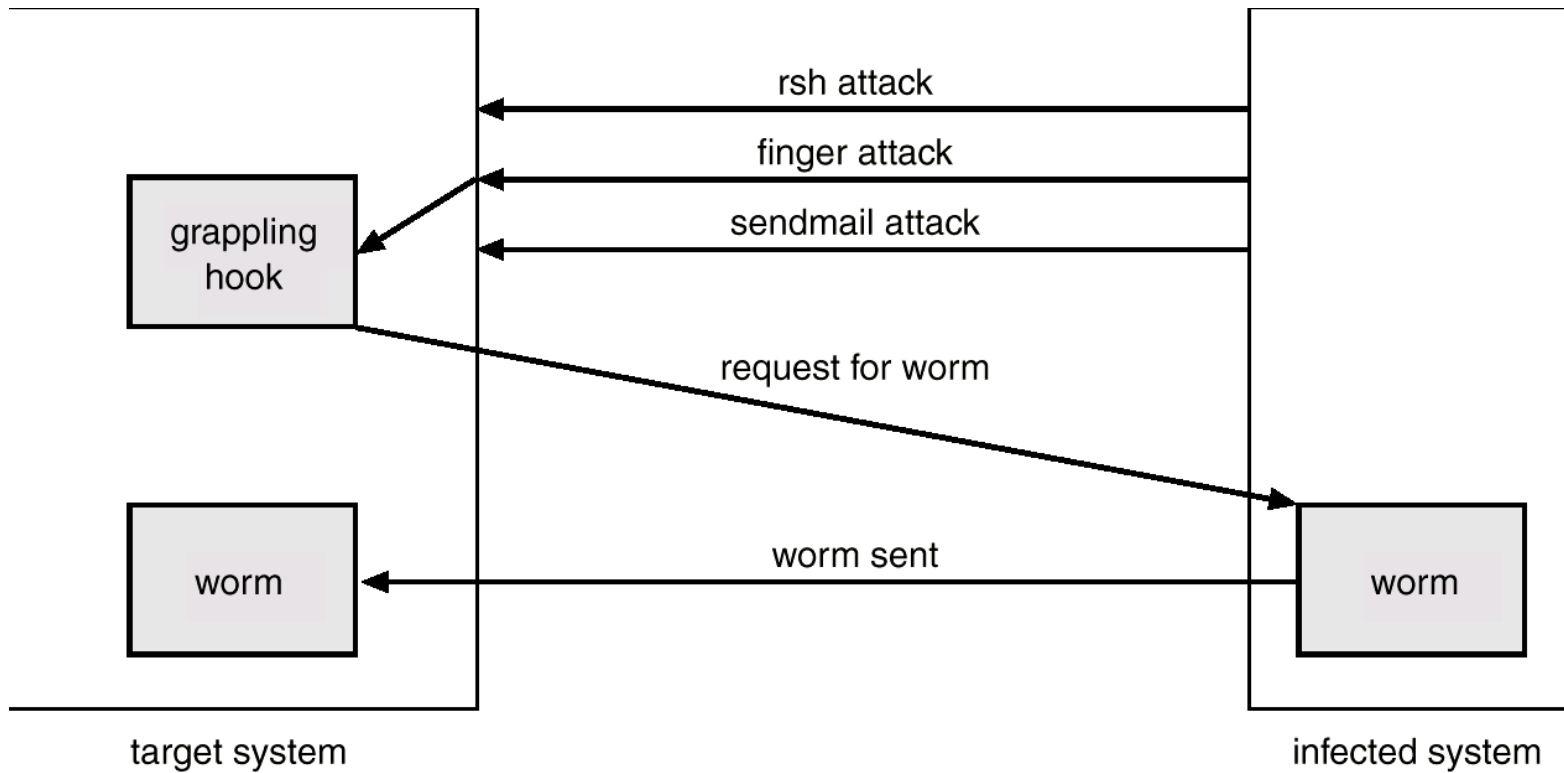 rsh attack
finger attack
sendmail attack
grappling
hook
request for worm
worm sent
worm
worm
target system
infected system